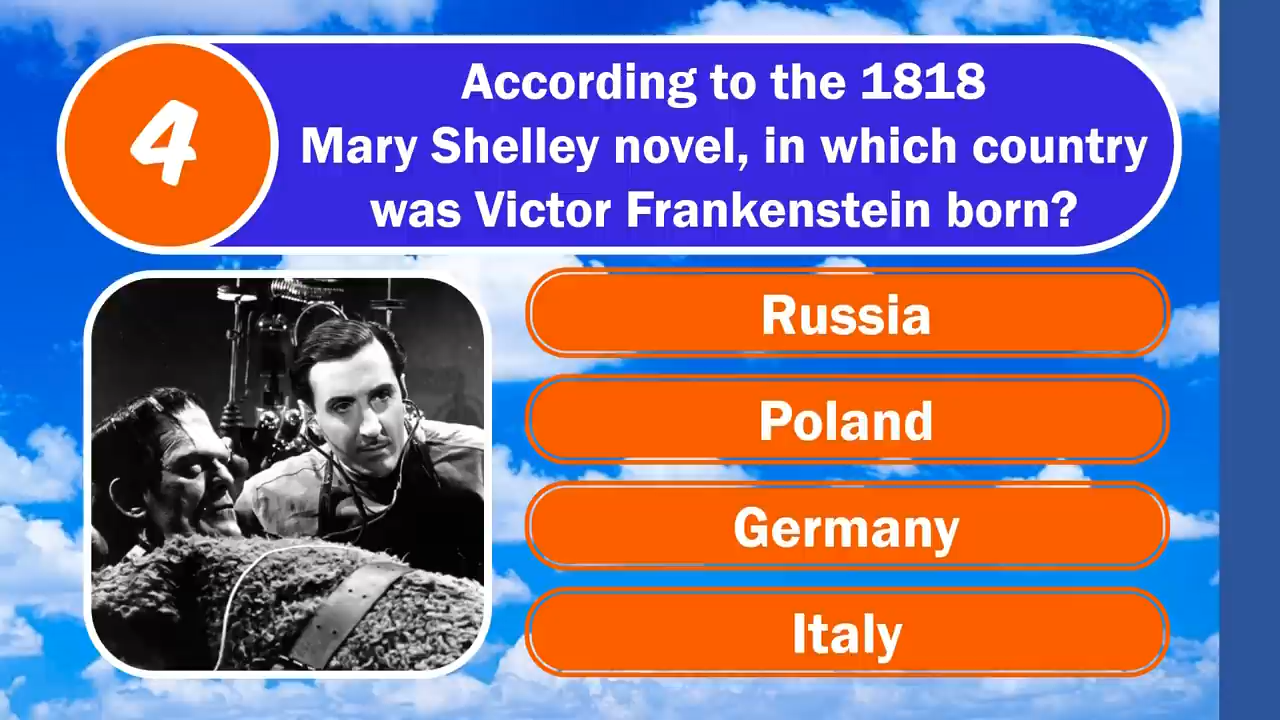 4
According to the 1818
Mary Shelley novel, in which country
was Victor Frankenstein born?
Russia
Poland
Germany
Italy